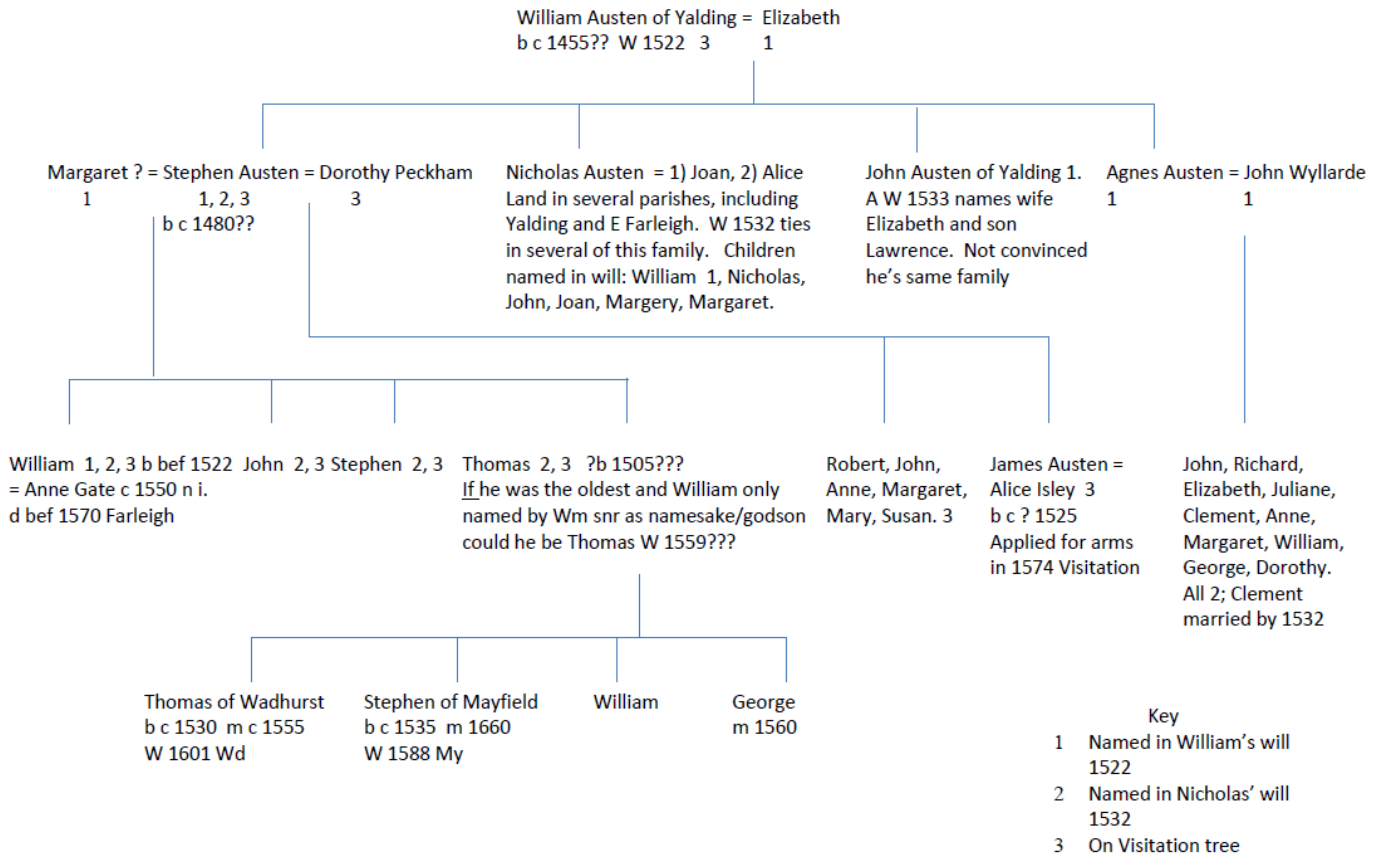 William Austen of Yalding = Elizabeth
b c 1455?? W 1522 3 1
Margaret ? = Stephen Austen = Dorothy Peckham
1 1, 2, 3 3
b c 1480??
Nicholas Austen = 1) Joan, 2) Alice
Land in several parishes, including
Yalding and E Farleigh. W 1532 ties
in several of this family. Children
named in will: William 1, Nicholas,
John, Joan, Margery, Margaret.
John Austen of Yalding 1.
A W 1533 names wife
Elizabeth and son
Lawrence. Not convinced
he's same family
Agnes Austen = John Wyllarde
1 1
William 1, 2, 3 b bef 1522
= Anne Gate c 1550 n i.
d bef 1570 Farleigh
John 2, 3
Stephen 2, 3
Thomas 2, 3 ?b 1505???
If he was the oldest and William only
named by Wm snr as namesake/godson
could he be Thomas W 1559???
Robert, John,
Anne, Margaret,
Mary, Susan. 3
James Austen =
Alice Isley 3
b c ? 1525
Applied for arms
in 1574 Visitation
John, Richard,
Elizabeth, Juliane,
Clement, Anne,
Margaret, William,
George, Dorothy.
All 2; Clement
married by 1532
Thomas of Wadhurst
b c 1530 m c 1555
W 1601 Wd
Stephen of Mayfield
b c 1535 m 1660
W 1588 My
William
George
m 1560
Key
1 Named in William's will
1522
2 Named in Nicholas' will
1532
3 On Visitation tree